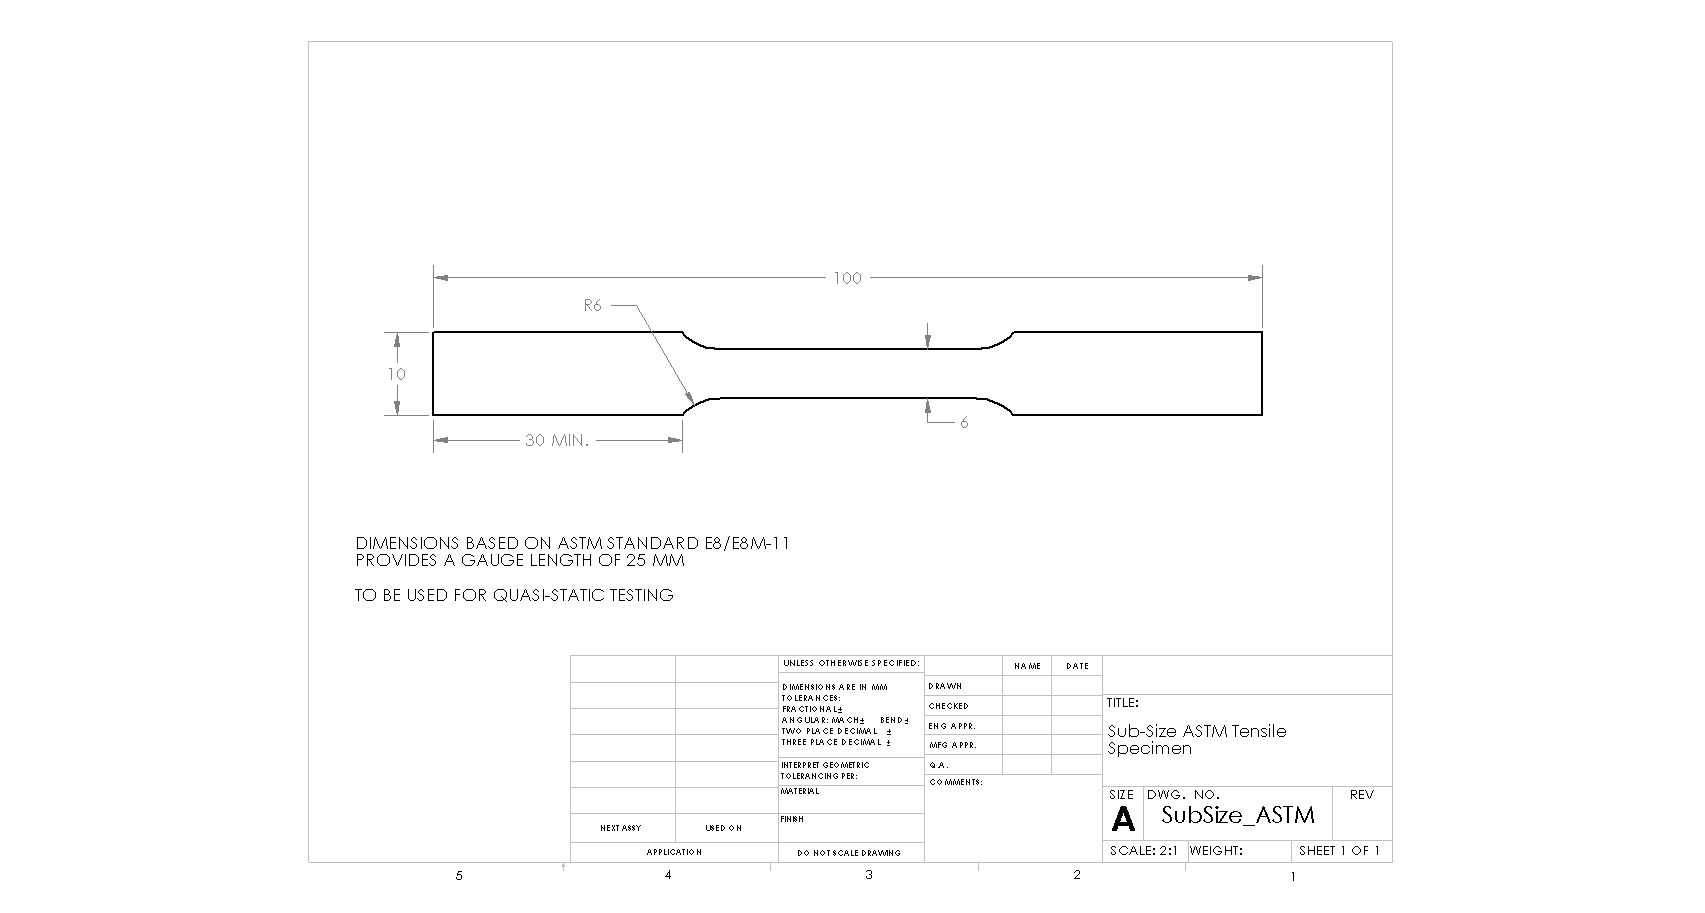 100
R6
10
6
30 MIN.
DIMENSIONS BASED ON ASTM STANDARD E8/E8M-11
PROVIDES A GAUGE LENGTH OF 25 MM
TO BE USED FOR QUASI-STATIC TESTING
NEXT ASSY
USED ON
APPLICATION
UNLESS OTHERWISE SPECIFIED:
DIMENSIONS ARE IN MM
TOLERANCES:
FRACTIONAL±
ANGULAR: MACH± BEND±
TWO PLACE DECIMAL ±
THREE PLACE DECIMAL ±
INTERPRET GEOMETRIC
TOLERANCING PER:
MATERIAL
FINISH
DO NOT SCALE DRAWING
NAME DATE
DRAWN
CHECKED
ENG APPR.
MFG APPR.
Q.A.
COMMENTS:
TITLE:
Sub-Size ASTM Tensile
Specimen
SIZE
A
DWG. NO.
SubSize_ASTM
REV
SCALE: 2:1 WEIGHT: SHEET 1 OF 1
5 4 3 2 1